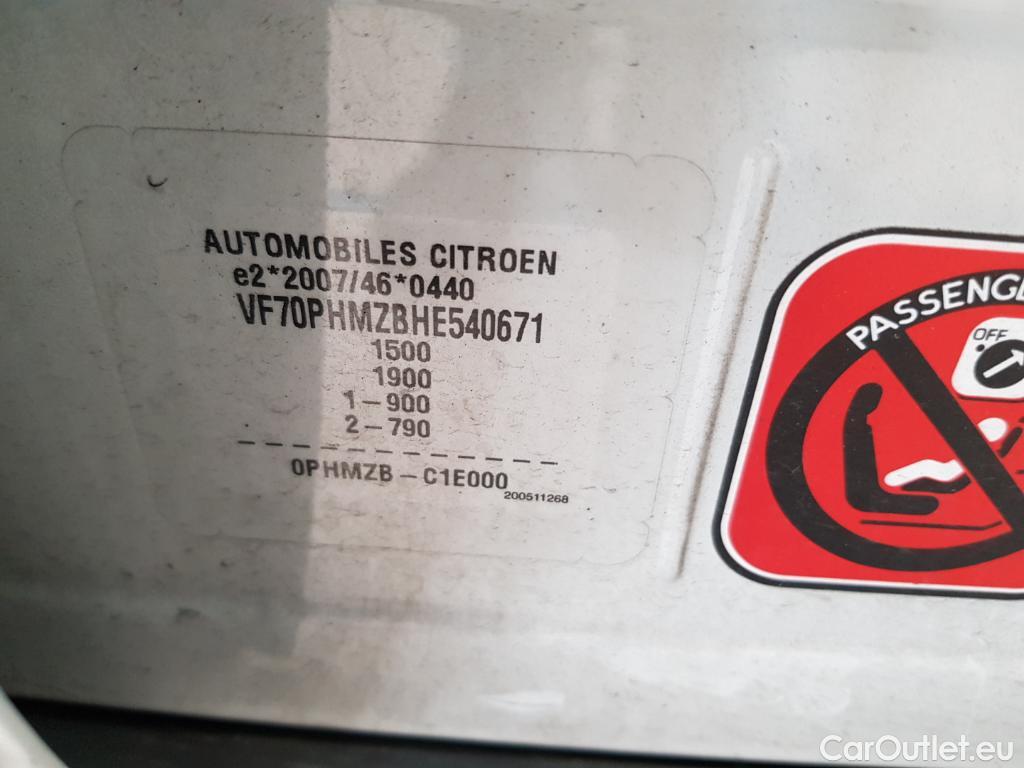 AUTOMOBILES CITROEN
e2*2007/46*0440
VF70PHMZBHE540671
1500
1900
1-900
2-790
0PHMZB-C1E000
200511268
OFF
CarOutlet.eu